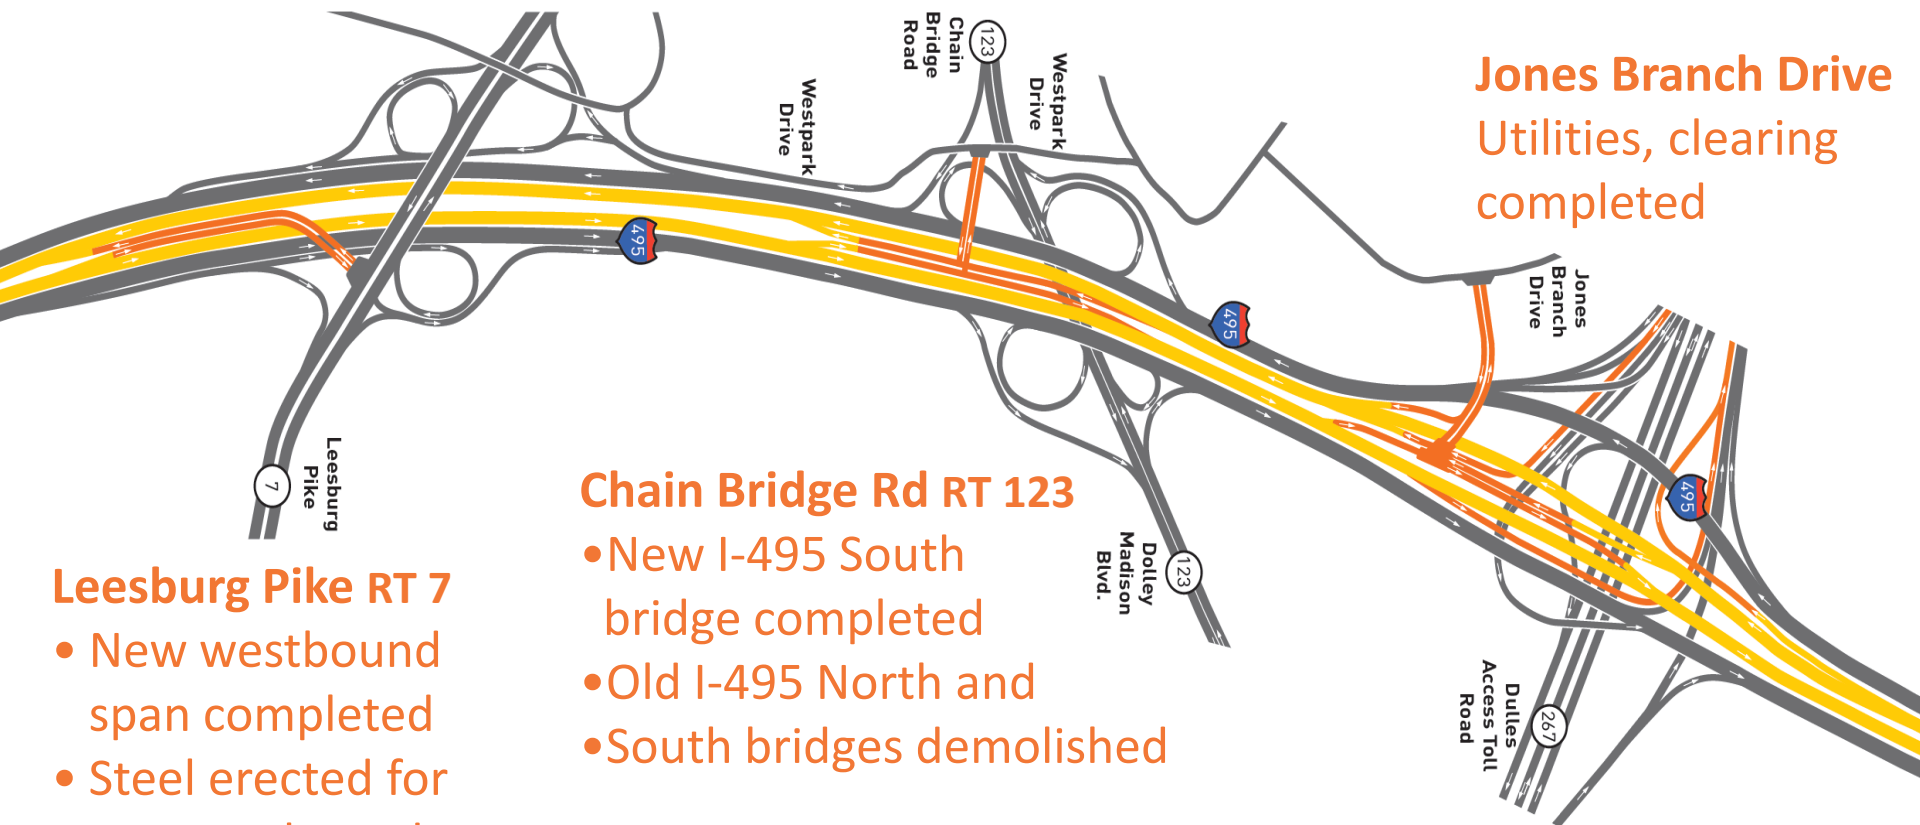 123
Chain
Bridge
Road
Westpark
Drive
Westpark
Drive
Jones Branch Drive
Utilities, clearing
completed
495
495
Jones
Branch
Drive
Leesburg
Pike
7
495
Chain Bridge Rd RT 123
•New I-495 South
bridge completed
•Old I-495 North and
•South bridges demolished
Dolley
Madison
Blvd.
123
Leesburg Pike RT 7
• New westbound
span completed
• Steel erected for
Dulles
Access Toll
Road
267